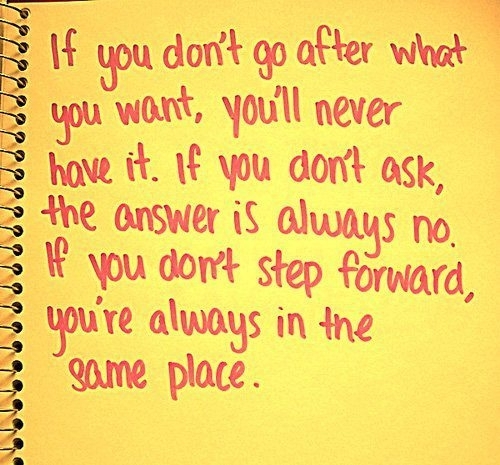 If you don't go after what
you want, you'll never
have it. If you don't ask,
the answer is always no.
If you don't step forward,
you're always in the
same place.